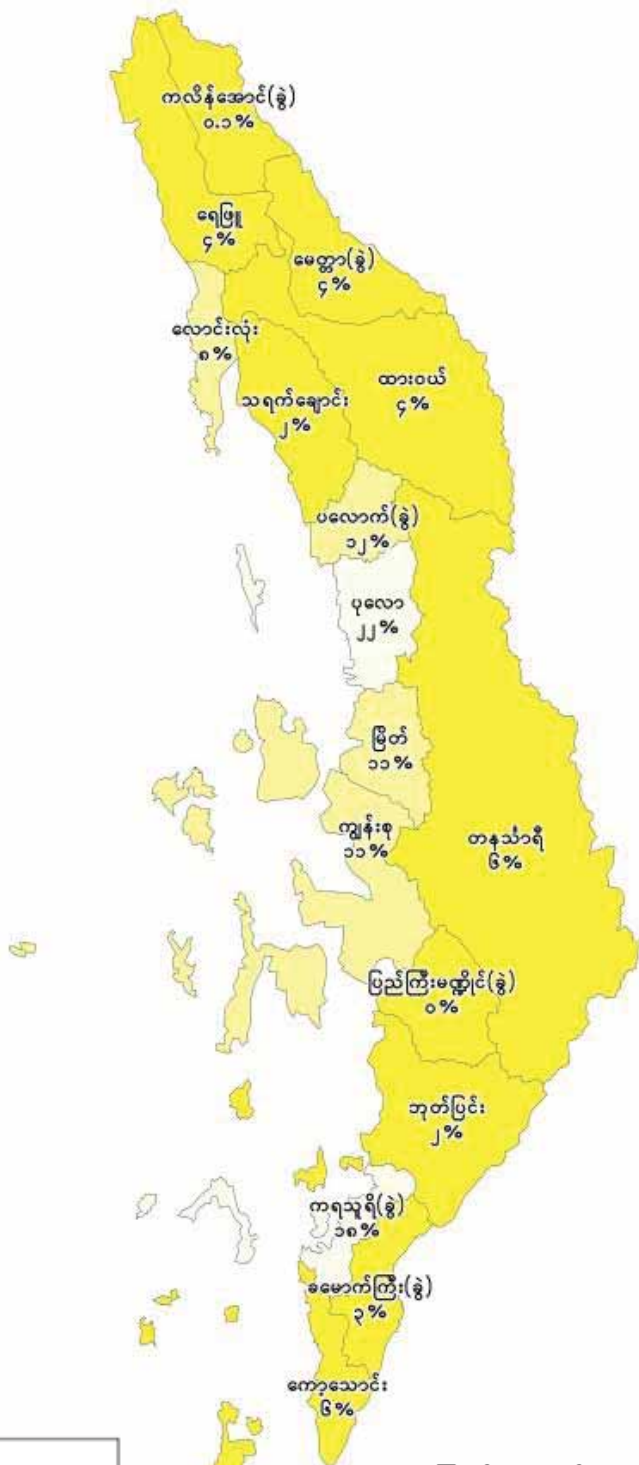 ကလိန်အောင်(ခွဲ)
၀.၁%
ရေဖြူ
၄%
မေတ္တာ(ခွဲ)
၄%
လောင်းလုံး
၈%
ထားဝယ်
၄%
သရက်ချောင်း
၂%
ပလောက်(ခွဲ)
၁၂%
ပုလော
၂၂%
မြိတ်
၁၁%
ကျွန်းစု
၁၁%
တနင်္သာရီ
၆%
ပြည်ကြီးမဏ္ဍိုင်(ခွဲ)
၀%
ဘုတ်ပြင်း
၂%
ကရသူရိ(ခွဲ)
၁၈%
ခမောက်ကြီး(ခွဲ)
၃%
ကော့သောင်း
၆%